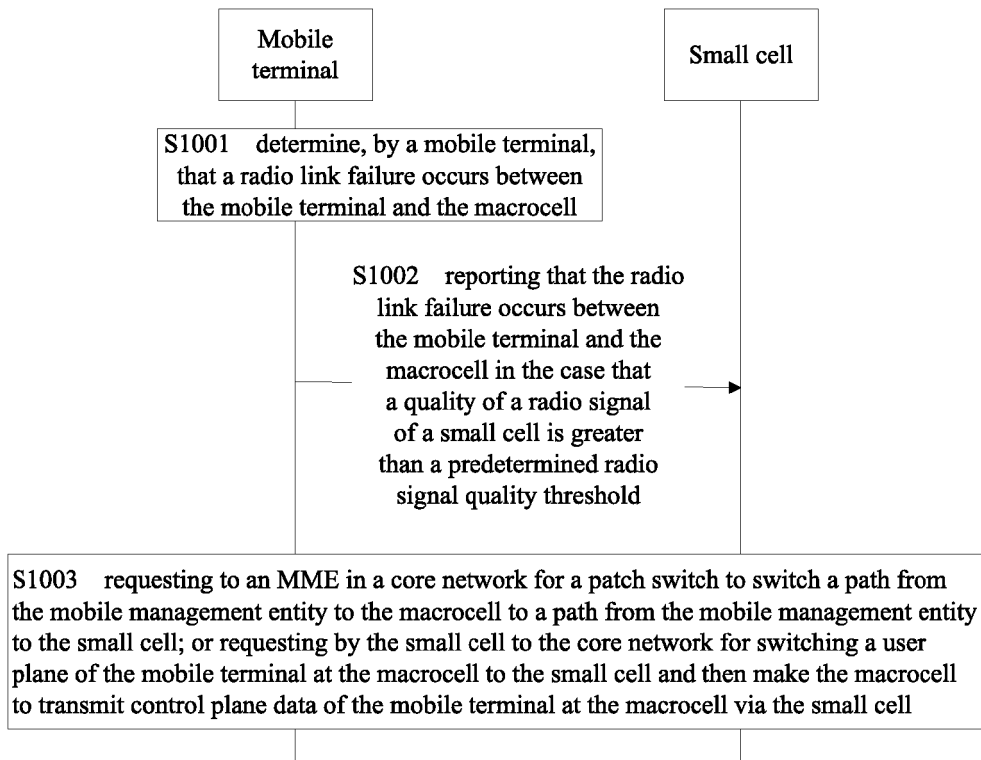 Mobile
terminal
Small cell
S1001 determine, by a mobile terminal,
that a radio link failure occurs between
the mobile terminal and the macrocell
S1002 reporting that the radio
link failure occurs between
the mobile terminal and the
macrocell in the case that
a quality of a radio signal
of a small cell is greater
than a predetermined radio
signal quality threshold
S1003 requesting to an MME in a core network for a patch switch to switch a path from
the mobile management entity to the macrocell to a path from the mobile management entity
to the small cell; or requesting by the small cell to the core network for switching a user
plane of the mobile terminal at the macrocell to the small cell and then make the macrocell
to transmit control plane data of the mobile terminal at the macrocell via the small cell